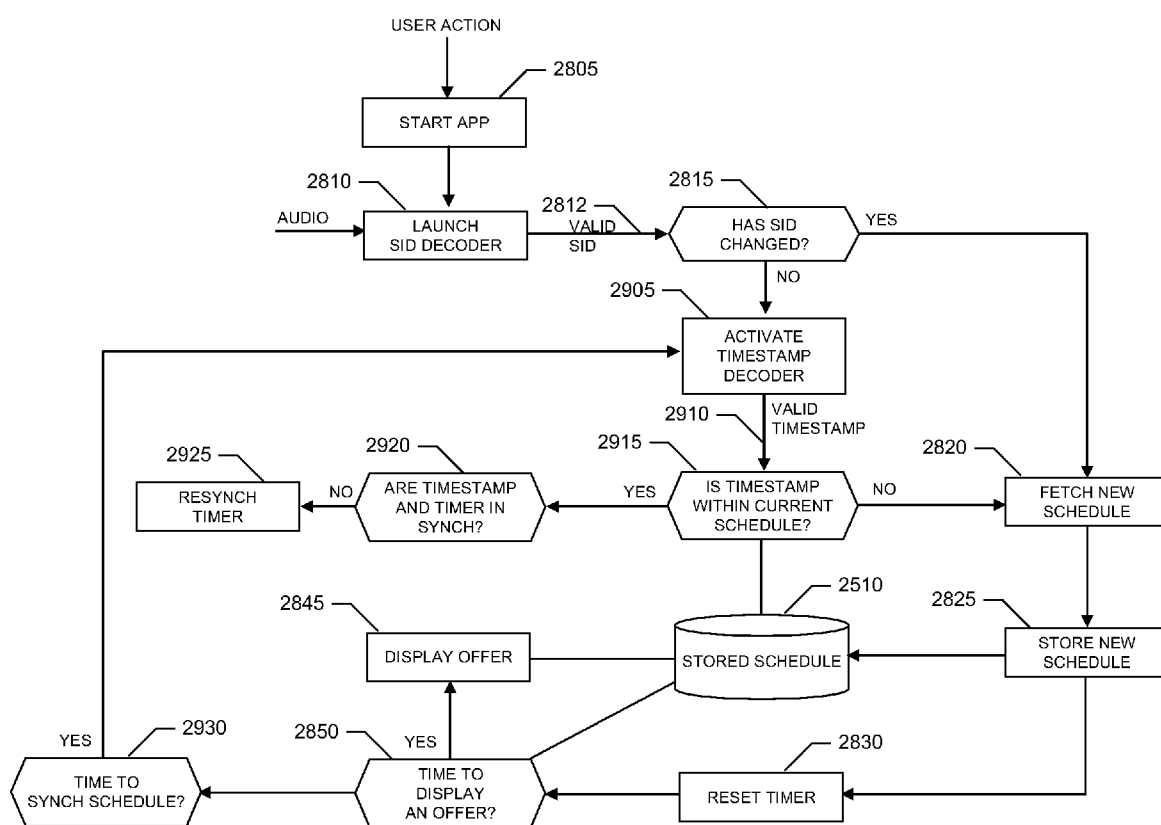 USER ACTION
2805
START APP
2810
2812
2815
AUDIO
LAUNCH
SID DECODER
VALID
SID
HAS SID
CHANGED?
YES
NO
2905
ACTIVATE
TIMESTAMP
DECODER
2910
VALID
TIMESTAMP
2925
2920
2915
2820
RESYNCH
TIMER
NO
ARE TIMESTAMP
AND TIMER IN
SYNCH?
YES
IS TIMESTAMP
WITHIN CURRENT
SCHEDULE?
NO
FETCH NEW
SCHEDULE
2845
2510
2825
DISPLAY OFFER
STORED SCHEDULE
STORE NEW
SCHEDULE
YES
2930
2850
YES
2830
TIME TO
SYNCH SCHEDULE?
TIME TO
DISPLAY
AN OFFER?
RESET TIMER